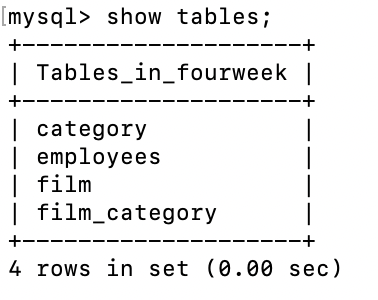 [mysql> show tables;
+--------------------+
| Tables_in_fourweek |
+--------------------+
| category           |
| employees          |
| film               |
| film_category      |
+--------------------+
4 rows in set (0.00 sec)